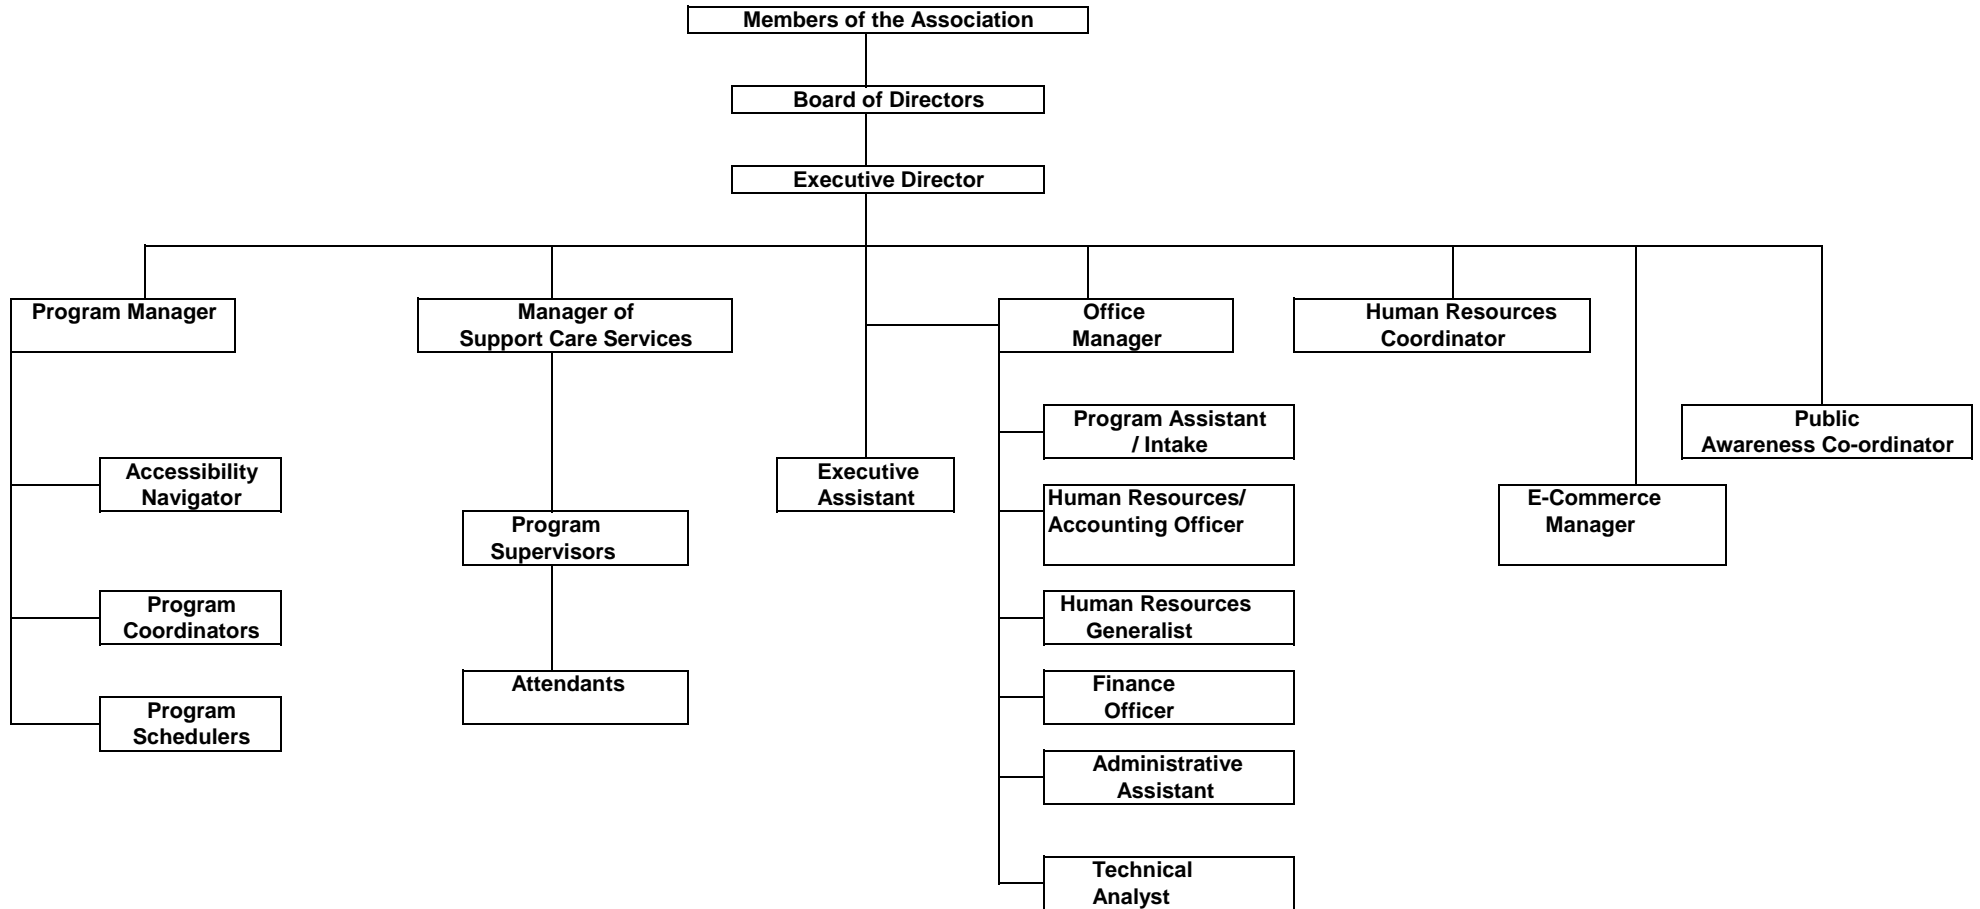 Members of the Association
Board of Directors
Executive Director
Program Manager
Manager of
Support Care Services
Office
Manager
Human Resources
Coordinator
Program Assistant
/ Intake
Public
Awareness Co-ordinator
Accessibility
Navigator
Executive
Assistant
Human Resources/
Accounting Officer
E-Commerce
Manager
Program
Supervisors
Program
Coordinators
Human Resources
Generalist
Attendants
Finance
Officer
Program
Schedulers
Administrative
Assistant
Technical
Analyst